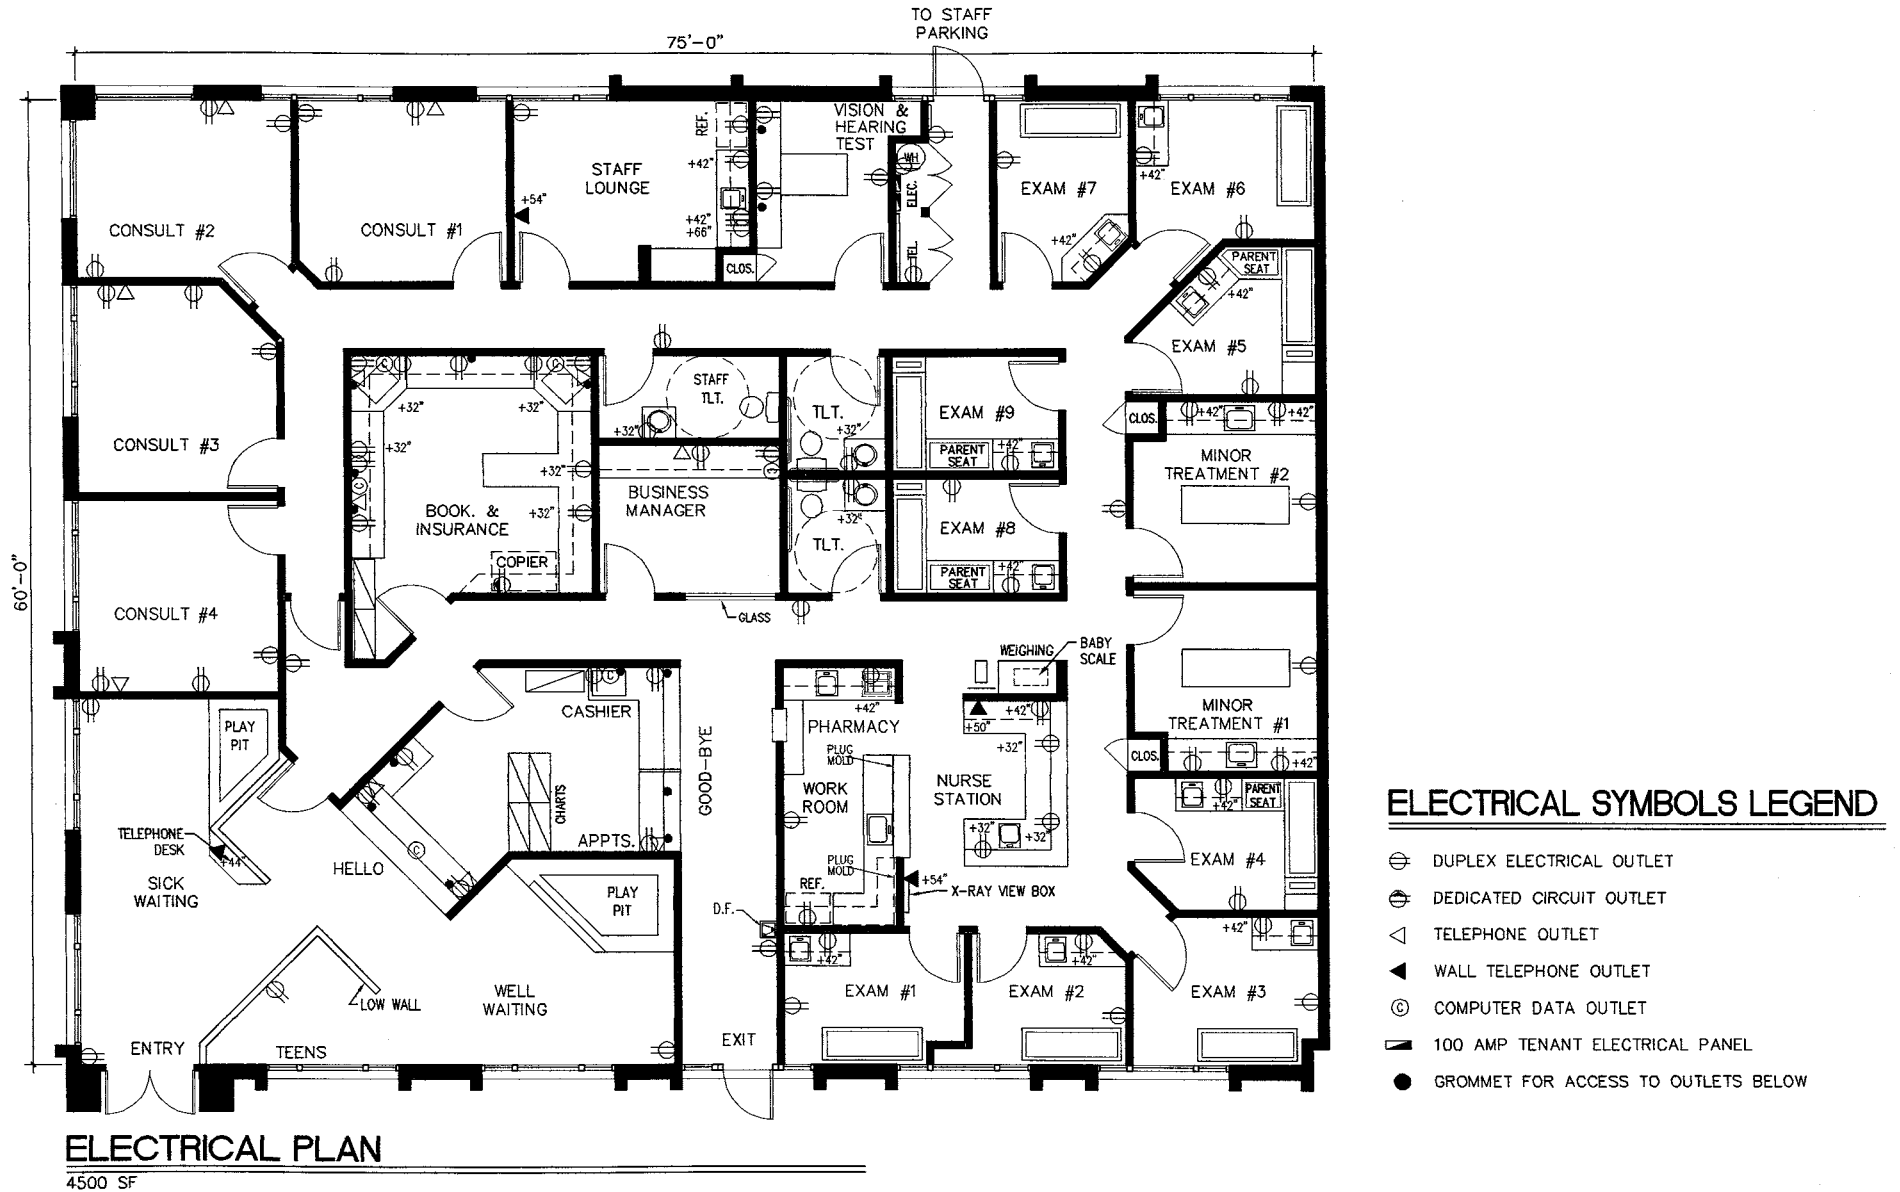 TO STAFF
PARKING
75'-0"
60'-0"
VISION &
HEARING
TEST
REF.
+42"
STAFF
LOUNGE
+54"
+42"
+66"
CLOS.
WH
ELEC.
TEL.
EXAM #7
+42"
EXAM #6
+42"
CONSULT #2
CONSULT #1
PARENT
SEAT
+42"
EXAM #5
CONSULT #3
C
C
+32"
+32"
+32"
C
+32"
+32"
BOOK. &
INSURANCE
COPIER
STAFF
TLT.
+32"
C
BUSINESS
MANAGER
GLASS
TLT.
+32"
+32"
TLT.
EXAM #9
PARENT
SEAT
+42"
EXAM #8
PARENT
SEAT
+42"
CLOS.
+42"
+42"
MINOR
TREATMENT #2
CONSULT #4
MINOR
TREATMENT #1
CLOS.
+42"
WEIGHING
BABY
SCALE
PLAY
PIT
CASHIER
C
GOOD-BYE
CHARTS
APPTS.
C
HELLO
TELEPHONE
DESK
+44"
SICK
WAITING
PHARMACY
+42"
PLUG
MOLD
WORK
ROOM
PLUG
MOLD
REF.
+50"
+42"
+32"
NURSE
STATION
+32"
+32"
+54"
X-RAY VIEW BOX
+42"
PARENT
SEAT
EXAM #4
PLAY
PIT
D.F.
LOW WALL
WELL
WAITING
+42"
EXAM #1
+42"
EXAM #2
+42"
EXAM #3
ENTRY
TEENS
EXIT
ELECTRICAL SYMBOLS LEGEND
DUPLEX ELECTRICAL OUTLET
DEDICATED CIRCUIT OUTLET
TELEPHONE OUTLET
WALL TELEPHONE OUTLET
C COMPUTER DATA OUTLET
100 AMP TENANT ELECTRICAL PANEL
GROMMET FOR ACCESS TO OUTLETS BELOW
ELECTRICAL PLAN
4500 SF